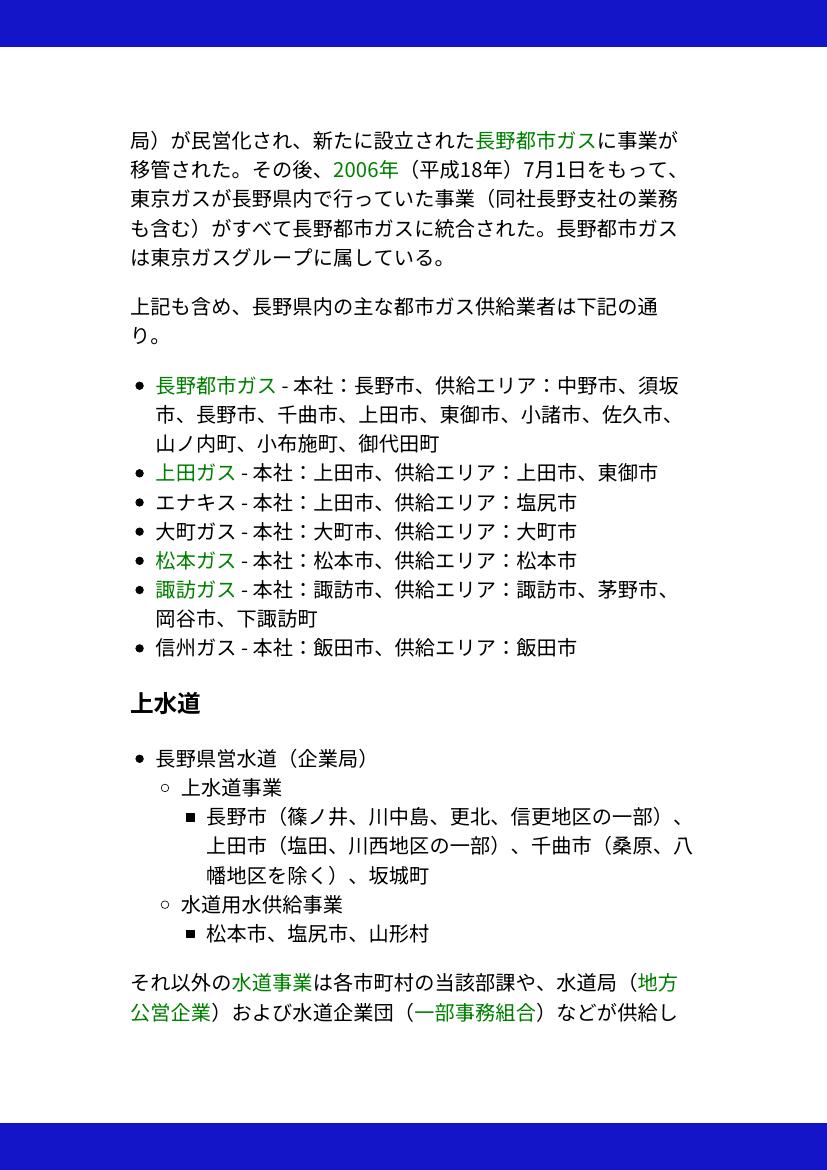 局）が民営化され、新たに設立された長野都市ガスに事業が
移管された。その後、2006年（平成18年）7月1日をもって、
東京ガスが長野県内で行っていた事業（同社長野支社の業務
も含む）がすべて長野都市ガスに統合された。長野都市ガス
は東京ガスグループに属している。
上記も含め、長野県内の主な都市ガス供給業者は下記の通
り。
• 長野都市ガス - 本社：長野市、供給エリア：中野市、須坂
市、長野市、千曲市、上田市、東御市、小諸市、佐久市、
山ノ内町、小布施町、御代田町
• 上田ガス - 本社：上田市、供給エリア：上田市、東御市
• エナキス - 本社：上田市、供給エリア：塩尻市
• 大町ガス - 本社：大町市、供給エリア：大町市
• 松本ガス - 本社：松本市、供給エリア：松本市
• 諏訪ガス - 本社：諏訪市、供給エリア：諏訪市、茅野市、
岡谷市、下諏訪町
• 信州ガス - 本社：飯田市、供給エリア：飯田市
上水道
• 長野県営水道（企業局）
◦ 上水道事業
▪ 長野市（篠ノ井、川中島、更北、信更地区の一部）、
上田市（塩田、川西地区の一部）、千曲市（桑原、八
幡地区を除く）、坂城町
◦ 水道用水供給事業
▪ 松本市、塩尻市、山形村
それ以外の水道事業は各市町村の当該部課や、水道局（地方
公営企業）および水道企業団（一部事務組合）などが供給し